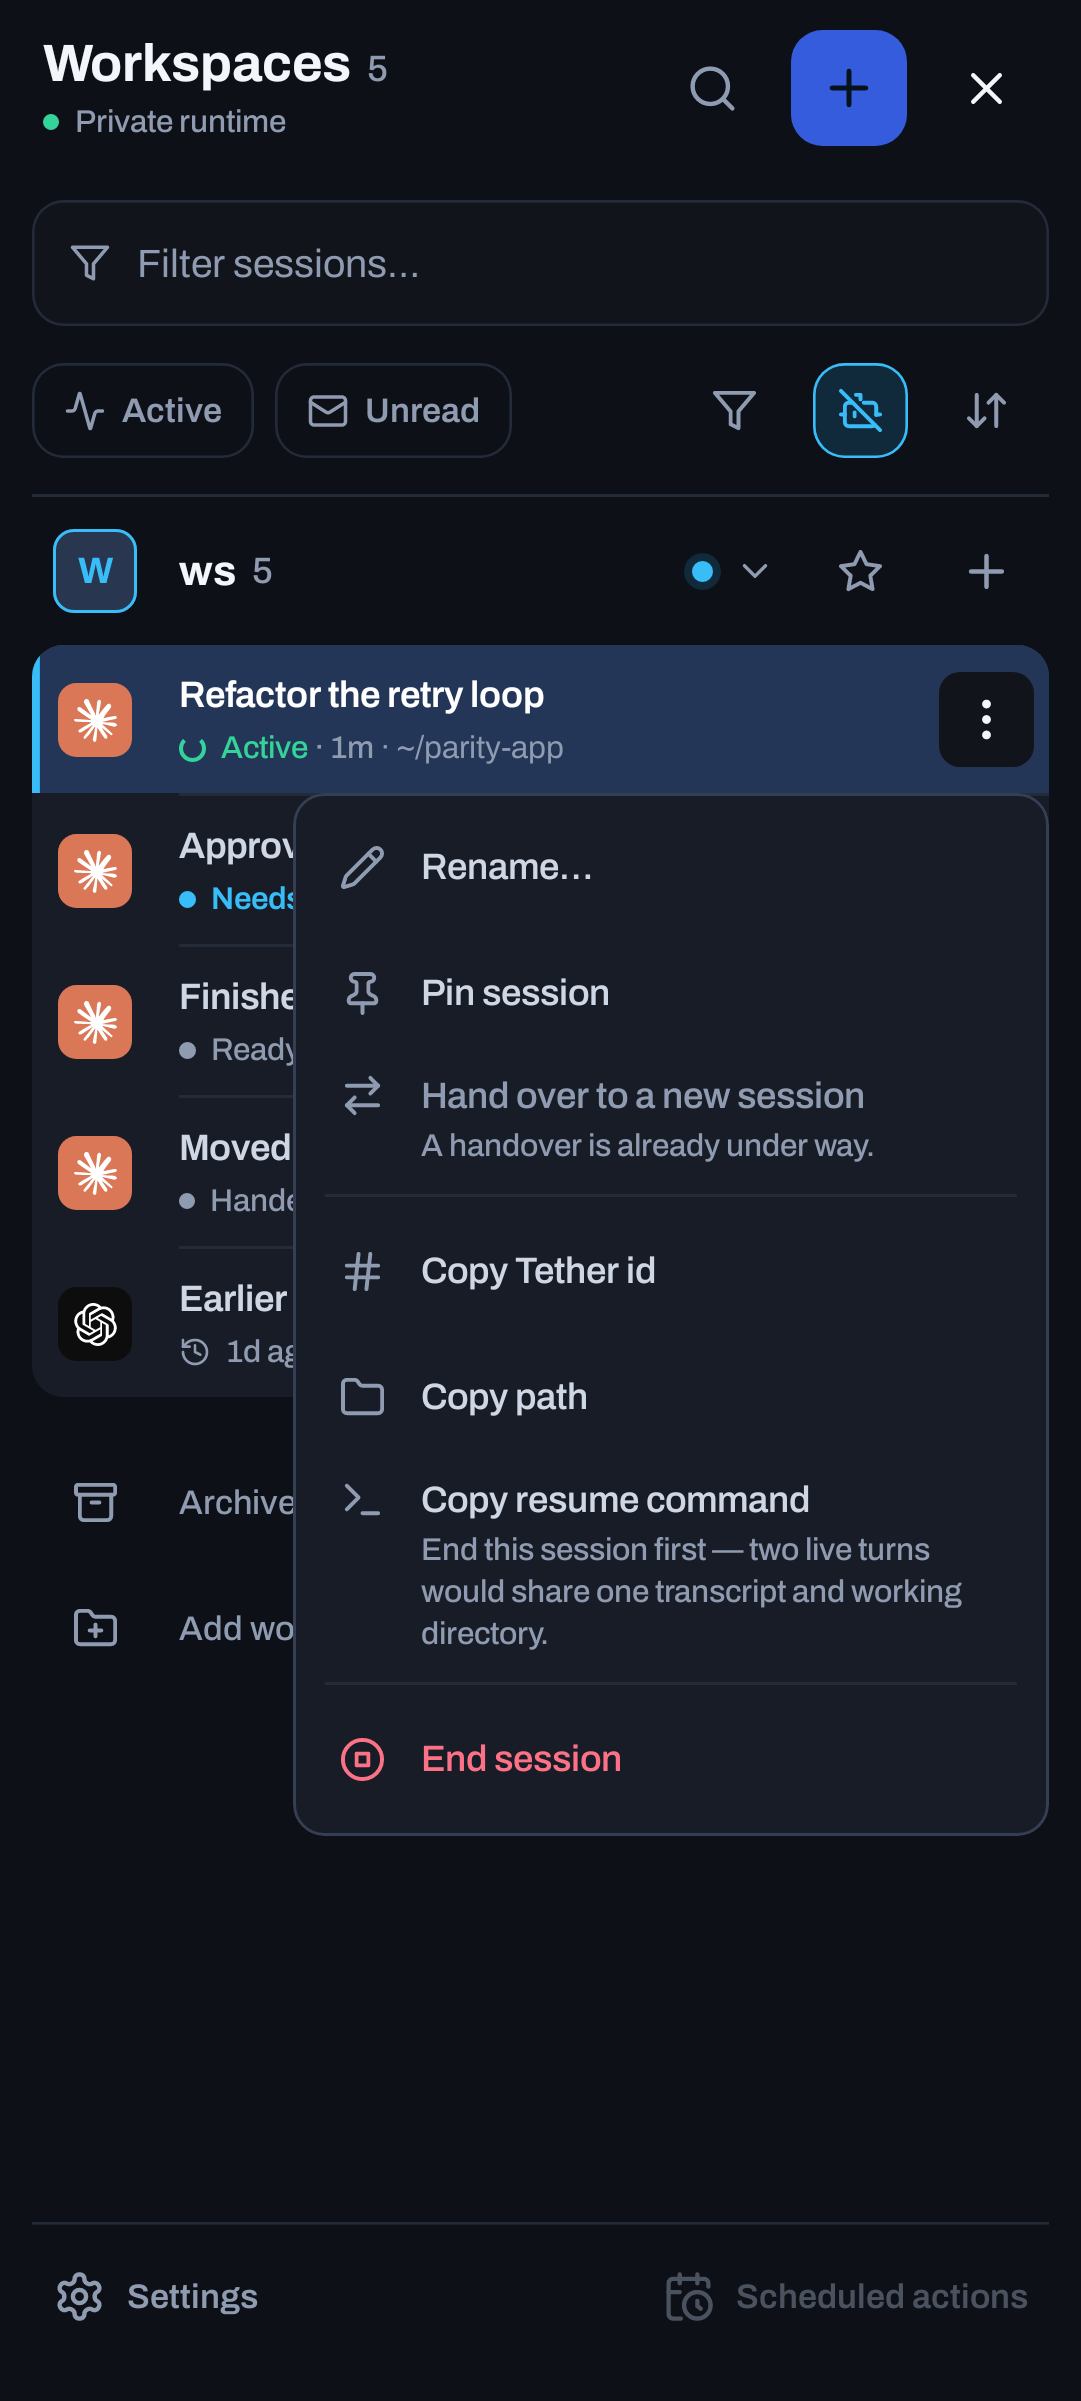 Workspaces 5
Private runtime
Filter sessions...
Active
Unread
W
ws 5
Refactor the retry loop
Active · 1m · ~/parity-app
Approv
Needs
Finishe
Ready
Moved
Hande
Earlier
1d ag
Archive
Add wo
Rename...
Pin session
Hand over to a new session
A handover is already under way.
Copy Tether id
Copy path
Copy resume command
End this session first — two live turns
would share one transcript and working
directory.
End session
Settings
Scheduled actions